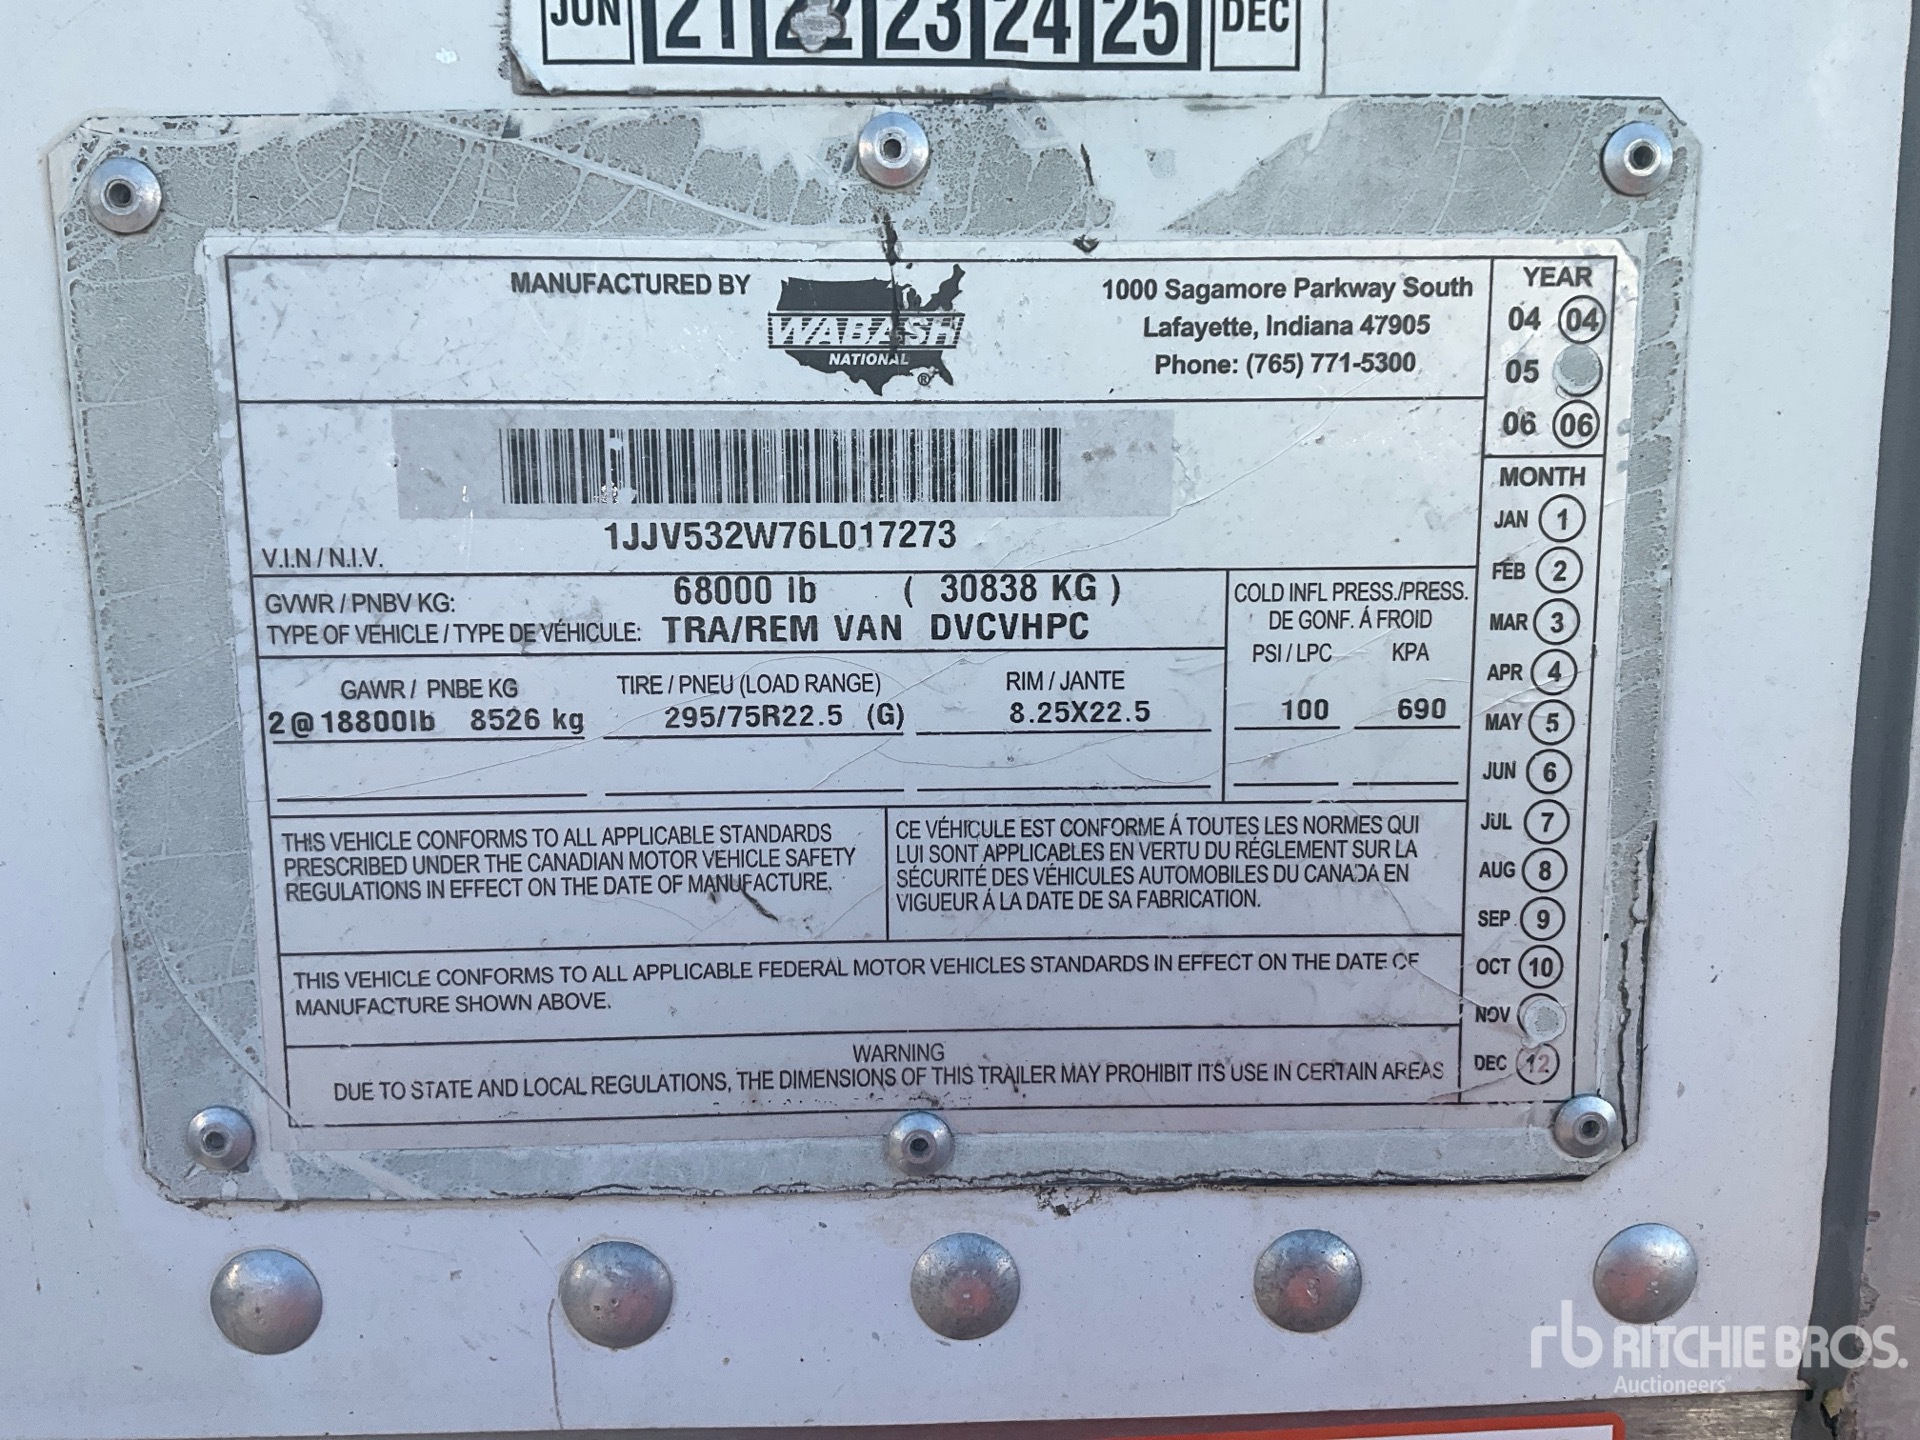 JUN 21 22 23 24 25 DEC
MANUFACTURED BY
WABASH
NATIONAL®
1000 Sagamore Parkway South
Lafayette, Indiana 47905
Phone: (765) 771-5300
YEAR
04 04
05
06 06
1JJV532W76L017273
V.I.N / N.I.V.
GVWR / PNBV KG: 68000 lb ( 30838 KG )
TYPE OF VEHICLE / TYPE DE VÉHICULE: TRA/REM VAN DVCVHPC
GAWR / PNBE KG TIRE / PNEU (LOAD RANGE) RIM / JANTE
2@18800lb 8526 kg 295/75R22.5 (G) 8.25X22.5
COLD INFL PRESS./PRESS.
DE GONF. Á FROID
PSI / LPC KPA
100 690
MONTH
JAN 1
FEB 2
MAR 3
APR 4
MAY 5
JUN 6
JUL 7
AUG 8
SEP 9
OCT 10
NOV
DEC 12
THIS VEHICLE CONFORMS TO ALL APPLICABLE STANDARDS
PRESCRIBED UNDER THE CANADIAN MOTOR VEHICLE SAFETY
REGULATIONS IN EFFECT ON THE DATE OF MANUFACTURE.
CE VÉHICULE EST CONFORME Á TOUTES LES NORMES QUI
LUI SONT APPLICABLES EN VERTU DU RÉGLEMENT SUR LA
SÉCURITÉ DES VÉHICULES AUTOMOBILES DU CANADA EN
VIGUEUR Á LA DATE DE SA FABRICATION.
THIS VEHICLE CONFORMS TO ALL APPLICABLE FEDERAL MOTOR VEHICLES STANDARDS IN EFFECT ON THE DATE OF
MANUFACTURE SHOWN ABOVE.
WARNING
DUE TO STATE AND LOCAL REGULATIONS, THE DIMENSIONS OF THIS TRAILER MAY PROHIBIT ITS USE IN CERTAIN AREAS
rb RITCHIE BROS.
Auctioneers